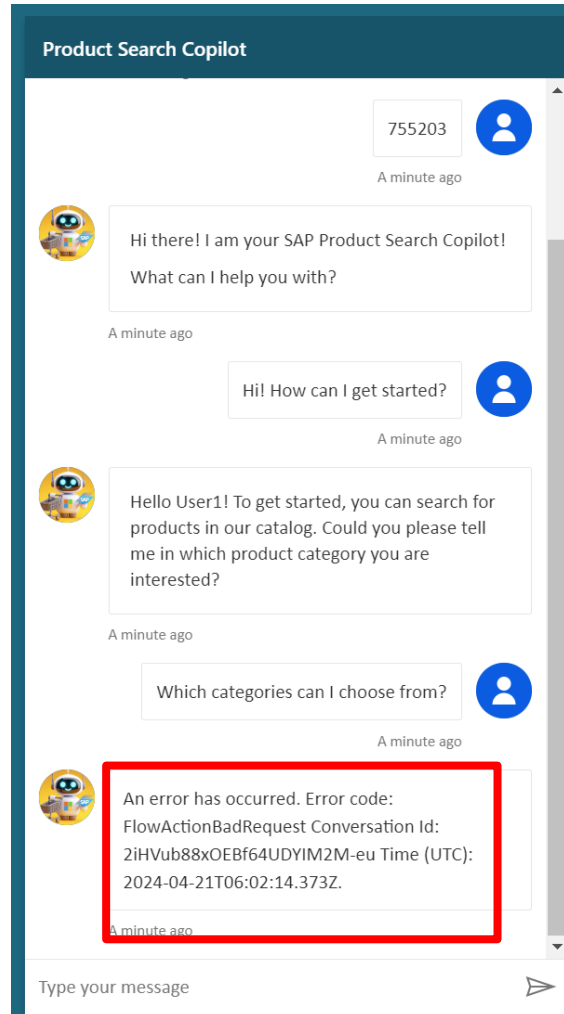 Product Search Copilot
755203
A minute ago
Hi there! I am your SAP Product Search Copilot!
What can I help you with?
A minute ago
Hi! How can I get started?
A minute ago
Hello User1! To get started, you can search for
products in our catalog. Could you please tell
me in which product category you are
interested?
A minute ago
Which categories can I choose from?
A minute ago
An error has occurred. Error code:
FlowActionBadRequest Conversation Id:
2iHVub88xOEBf64UDYIM2M-eu Time (UTC):
2024-04-21T06:02:14.373Z.
A minute ago
Type your message